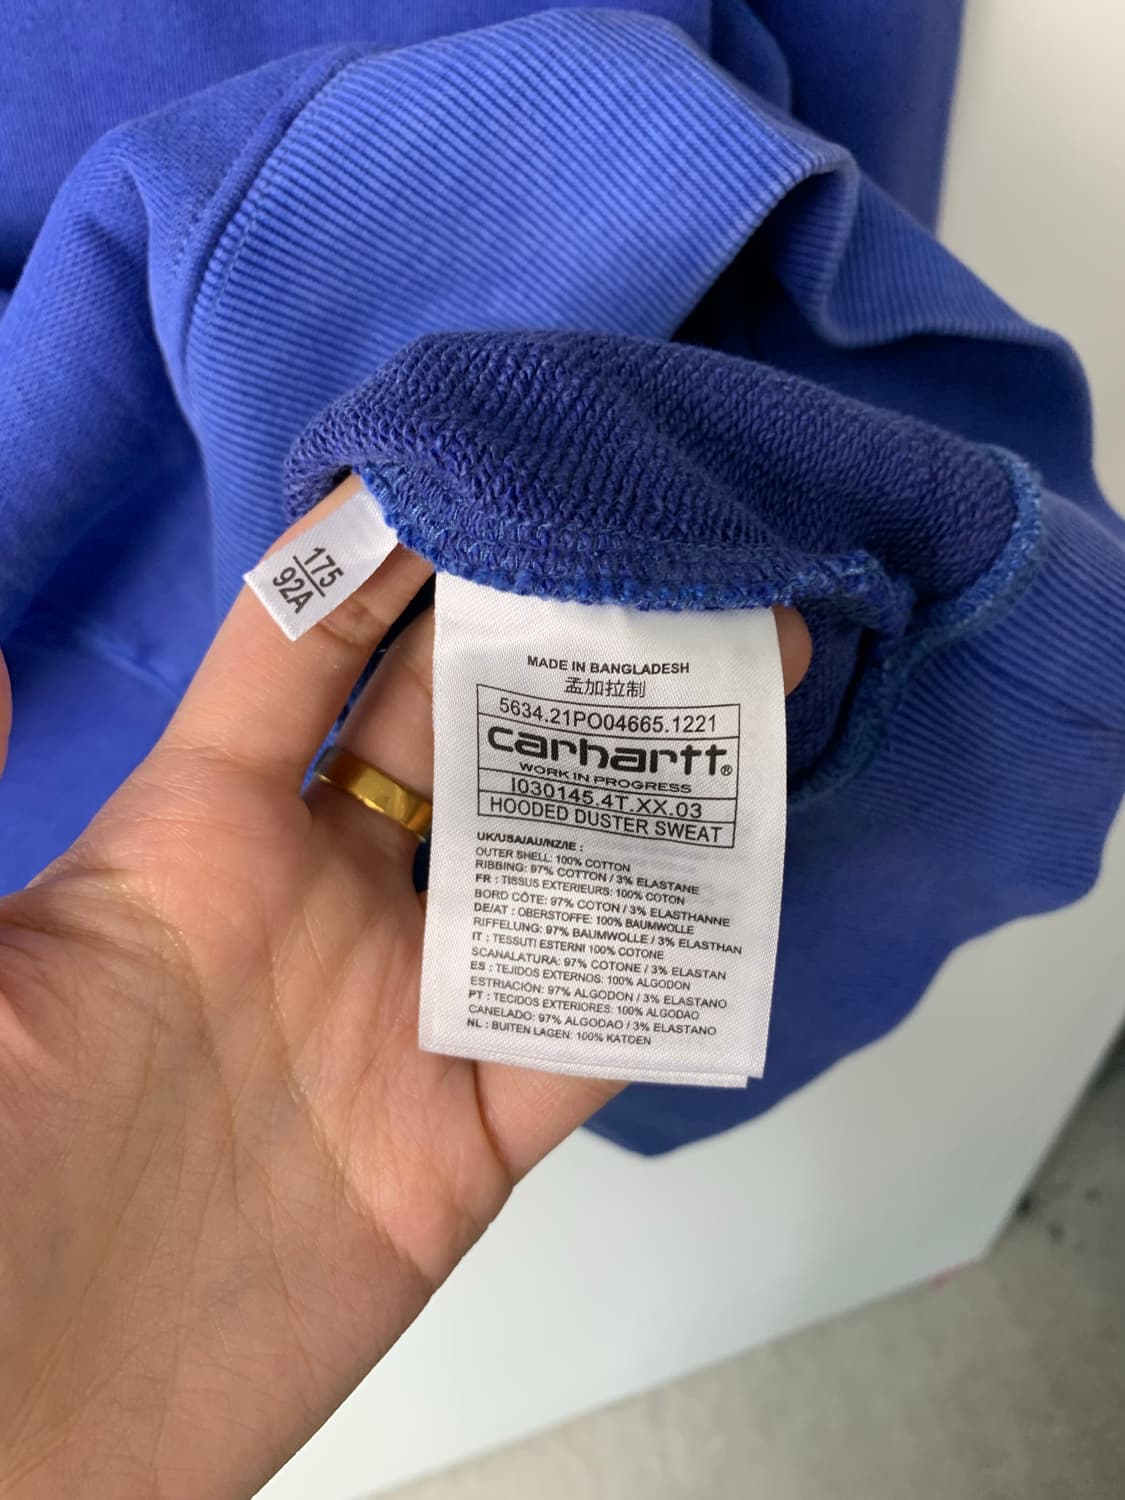 175
92A
MADE IN BANGLADESH
孟加拉制
5634.21PO04665.1221
carhartt®
WORK IN PROGRESS
I030145.4T.XX.03
HOODED DUSTER SWEAT
UK/USA/AU/NZ/IE :
OUTER SHELL: 100% COTTON
RIBBING: 97% COTTON / 3% ELASTANE
FR : TISSUS EXTERIEURS: 100% COTON
BORD CÔTE: 97% COTON / 3% ELASTHANNE
DE/AT : OBERSTOFFE: 100% BAUMWOLLE
RIFFELUNG: 97% BAUMWOLLE / 3% ELASTHAN
IT : TESSUTI ESTERNI 100% COTONE
SCANALATURA: 97% COTONE / 3% ELASTAN
ES : TEJIDOS EXTERNOS: 100% ALGODON
ESTRIACIÓN: 97% ALGODON / 3% ELASTANO
PT : TECIDOS EXTERIORES: 100% ALGODAO
CANELADO: 97% ALGODAO / 3% ELASTANO
NL : BUITEN LAGEN: 100% KATOEN